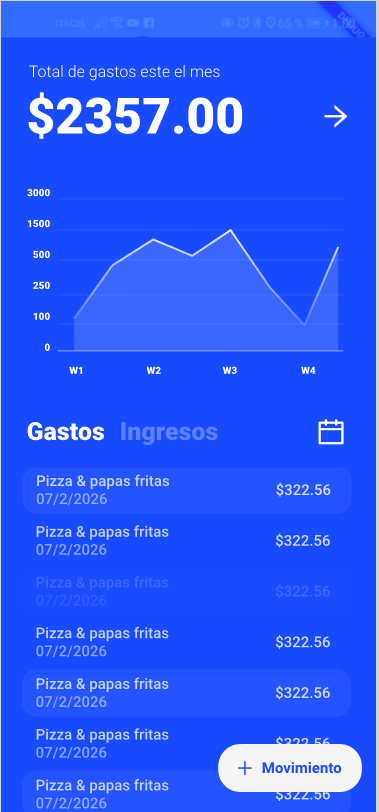 TELCEL 65 % 1:00
DEBUG
Total de gastos este el mes
$2357.00
3000
1500
500
250
100
0
W1 W2 W3 W4
Gastos Ingresos
Pizza & papas fritas
07/2/2026 $322.56
Pizza & papas fritas
07/2/2026 $322.56
Pizza & papas fritas
07/2/2026 $322.56
Pizza & papas fritas
07/2/2026 $322.56
Pizza & papas fritas
07/2/2026 $322.56
Pizza & papas fritas
07/2/2026 $322.56
+ Movimiento
Pizza & papas fritas
07/2/2026 $322.56